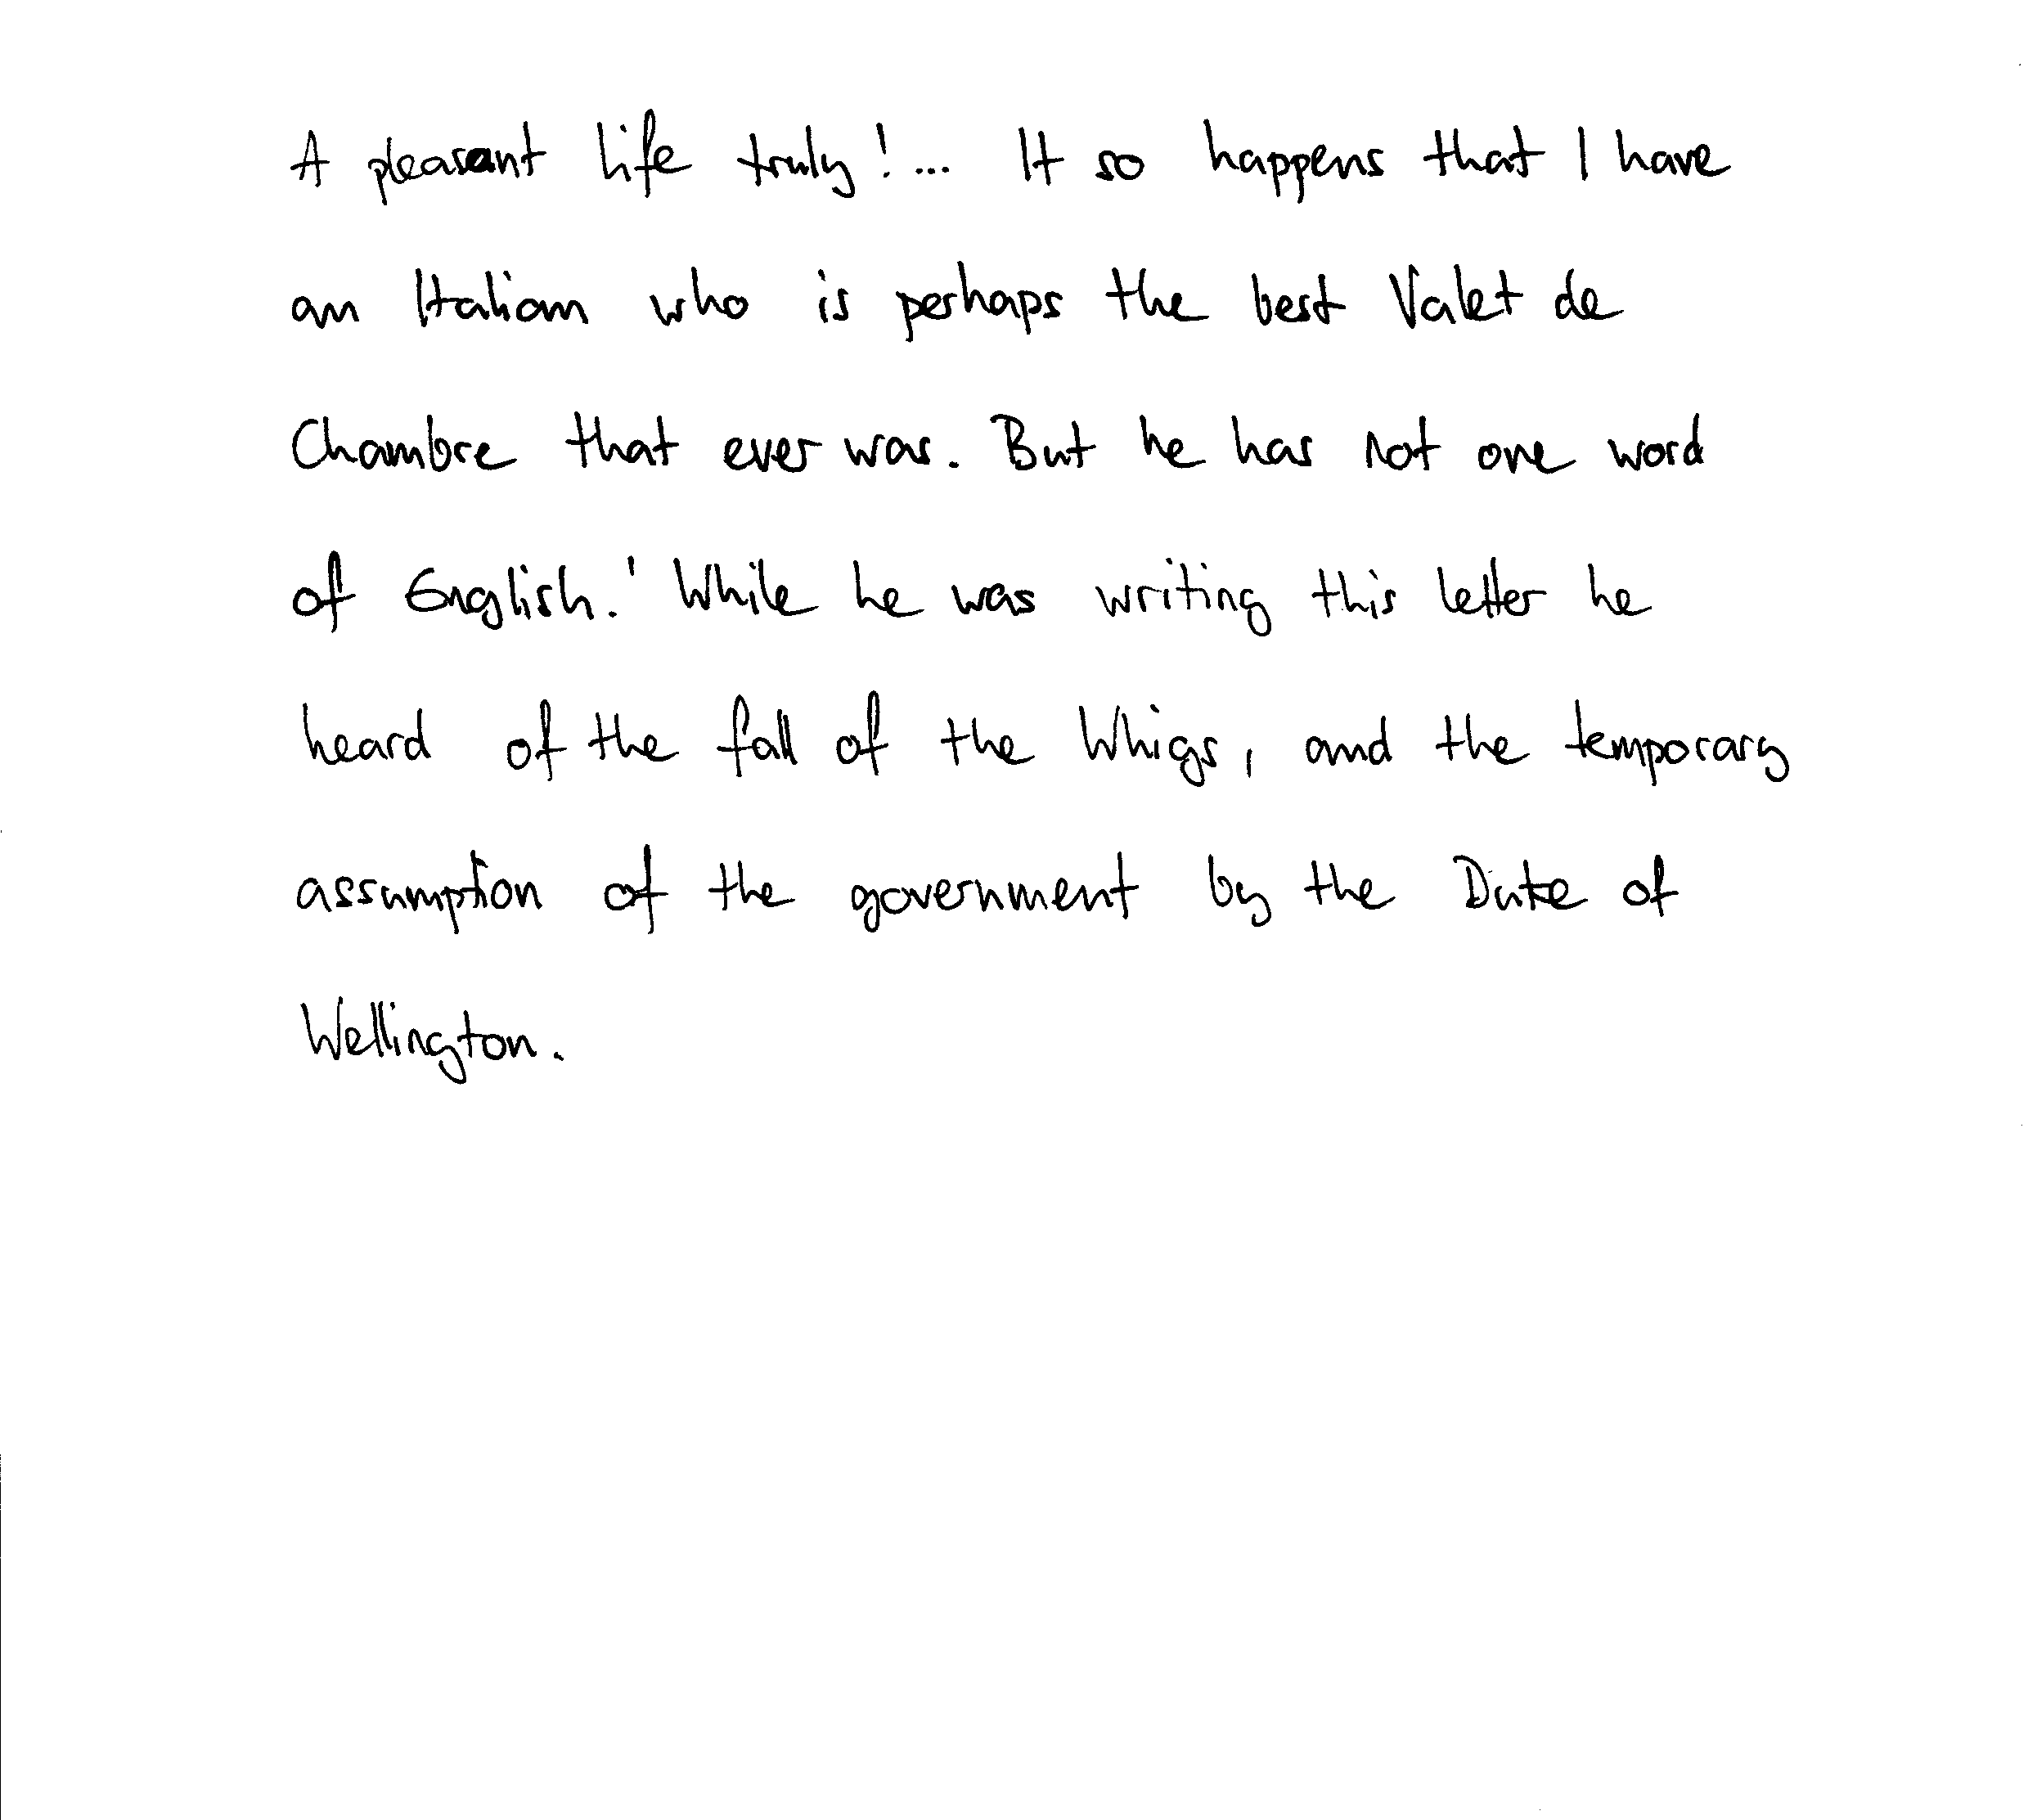 A pleasant life truly!... It so happens that I have
an Italian who is perhaps the best Valet de
Chambre that ever was. But he has not one word
of English.' While he was writing this letter he
heard of the fall of the Whigs, and the temporary
assumption of the government by the Duke of
Wellington.